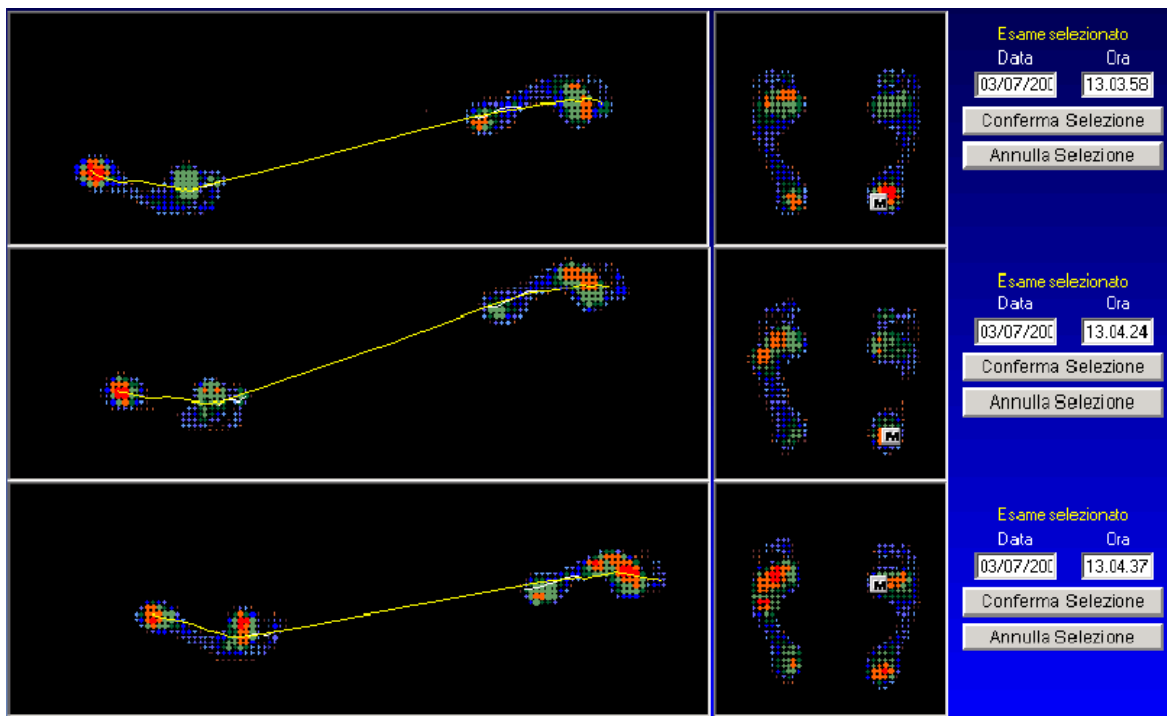 Esame selezionato
Data Ora
03/07/200 13.03.58
Conferma Selezione
Annulla Selezione
M
Esame selezionato
Data Ora
03/07/200 13.04.24
Conferma Selezione
Annulla Selezione
M
Esame selezionato
Data Ora
03/07/200 13.04.37
M
Conferma Selezione
Annulla Selezione